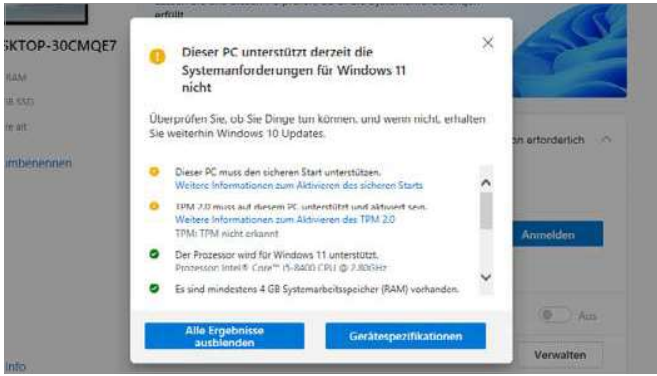 erfüllt
SKTOP-30CMQE7
RAM
Dieser PC unterstützt derzeit die
Systemanforderungen für Windows 11
nicht
Überprüfen Sie, ob Sie Dinge tun können, und wenn nicht, erhalten
Sie weiterhin Windows 10 Updates.
on erforderlich
mbenennen
Dieser PC muss den sicheren Start unterstützen.
Weitere Informationen zum Aktivieren des sicheren Starts
TPM 2.0 muss auf diesem PC unterstützt und aktiviert sein.
Weitere Informationen zum Aktivieren des TPM 2.0
TPM: TPM nicht erkannt
Anmelden
Der Prozessor wird für Windows 11 unterstützt.
Prozessor: Intel® Core™ i5-8400 CPU @ 2.80GHz
Es sind mindestens 4 GB Systemarbeitsspeicher (RAM) vorhanden.
Aus
Alle Ergebnisse
ausblenden
Gerätespezifikationen
Verwalten
Info